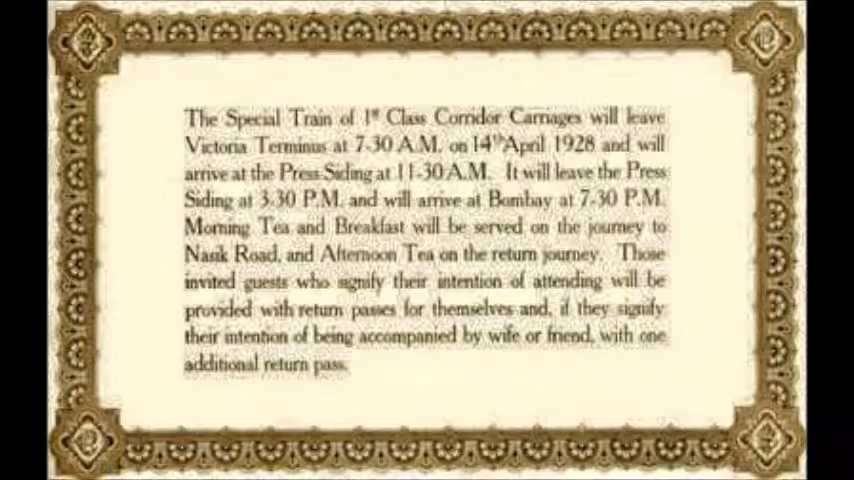 The Special Train of 1st Class Corridor Carriages will leave
Victoria Terminus at 7-30 A.M. on 14th April 1928 and will
arrive at the Press Siding at 11-30 A.M. It will leave the Press
Siding at 3-30 P.M. and will arrive at Bombay at 7-30 P.M.
Morning Tea and Breakfast will be served on the journey to
Nasik Road, and Afternoon Tea on the return journey. Those
invited guests who signify their intention of attending will be
provided with return passes for themselves and, if they signify
their intention of being accompanied by wife or friend, with one
additional return pass.